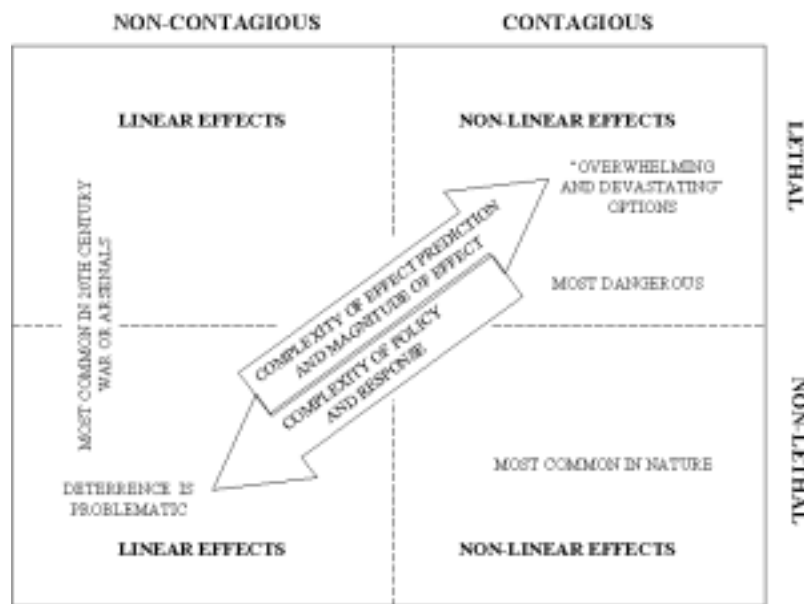 NON-CONTAGIOUS
CONTAGIOUS
LINEAR EFFECTS
NON-LINEAR EFFECTS
LETHAL
"OVERWHELMING
AND DEVASTATING"
OPTIONS
MOST DANGEROUS
MOST COMMON IN 20TH CENTURY
WAR OR ARSENALS
COMPLEXITY OF EFFECT PREDICTION
AND MAGNITUDE OF EFFECT
COMPLEXITY OF POLICY
AND RESPONSE
DETERRENCE IS
PROBLEMATIC
MOST COMMON IN NATURE
NON-LETHAL
LINEAR EFFECTS
NON-LINEAR EFFECTS